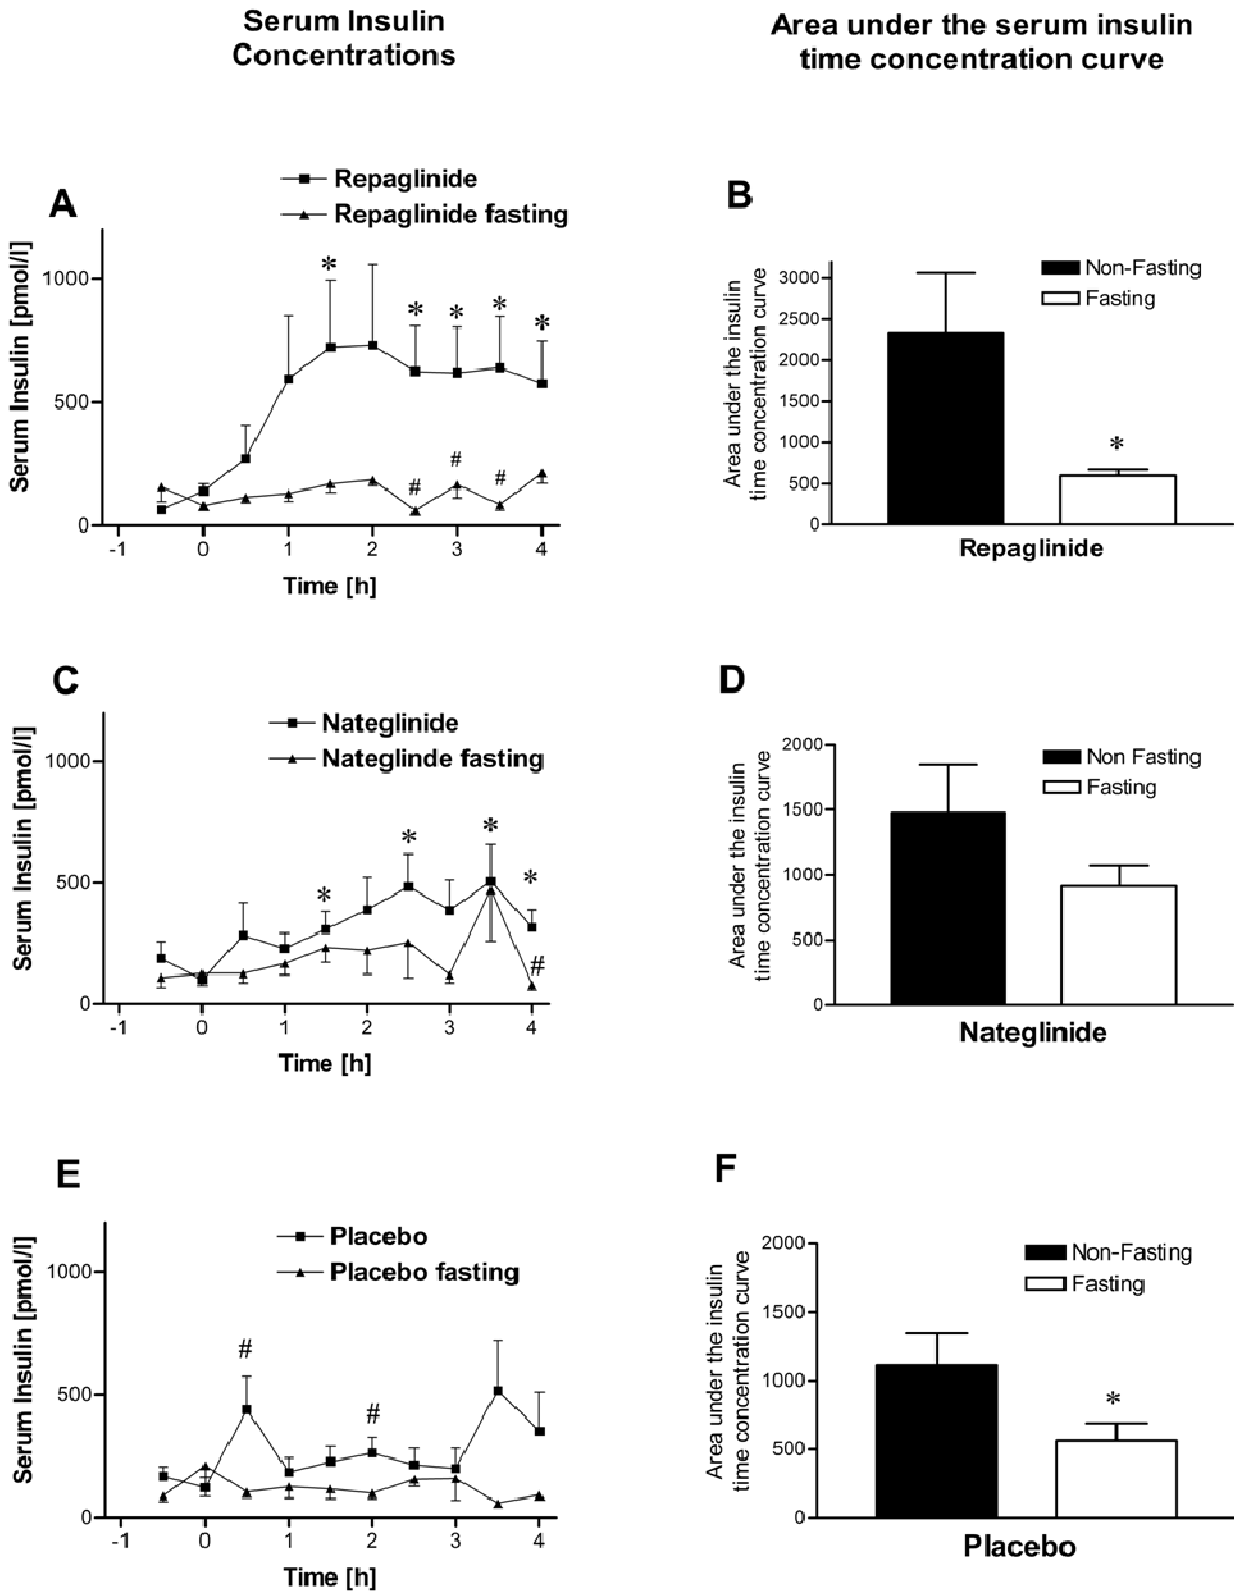 Serum Insulin
Concentrations
Area under the serum insulin
time concentration curve
A
Repaglinide
Repaglinide fasting
Serum Insulin [pmol/l]
1000
500
0
* * * * *
# # #
-1 0 1 2 3 4
Time [h]
B
Area under the insulin
time concentration curve
3000
2500
2000
1500
1000
500
0
Non-Fasting
Fasting
*
Repaglinide
C
Nateglinide
Nateglinde fasting
Serum Insulin [pmol/l]
1000
500
0
* * * *
#
-1 0 1 2 3 4
Time [h]
D
Area under the insulin
time concentration curve
2000
1500
1000
500
0
Non Fasting
Fasting
Nateglinide
E
Placebo
Placebo fasting
Serum Insulin [pmol/l]
1000
500
0
# #
-1 0 1 2 3 4
Time [h]
F
Area under the insulin
time concentration curve
2000
1500
1000
500
0
Non-Fasting
Fasting
*
Placebo